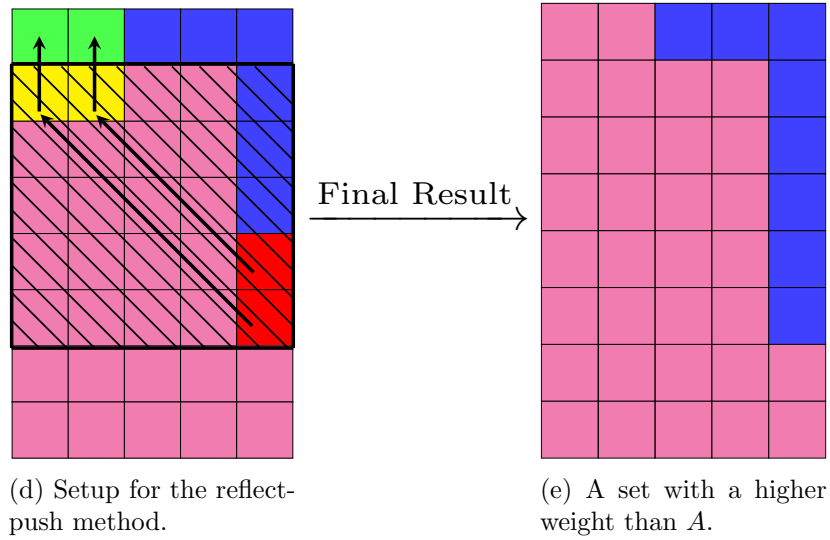 Final Result
(d) Setup for the reflect-
push method.
(e) A set with a higher
weight than A.